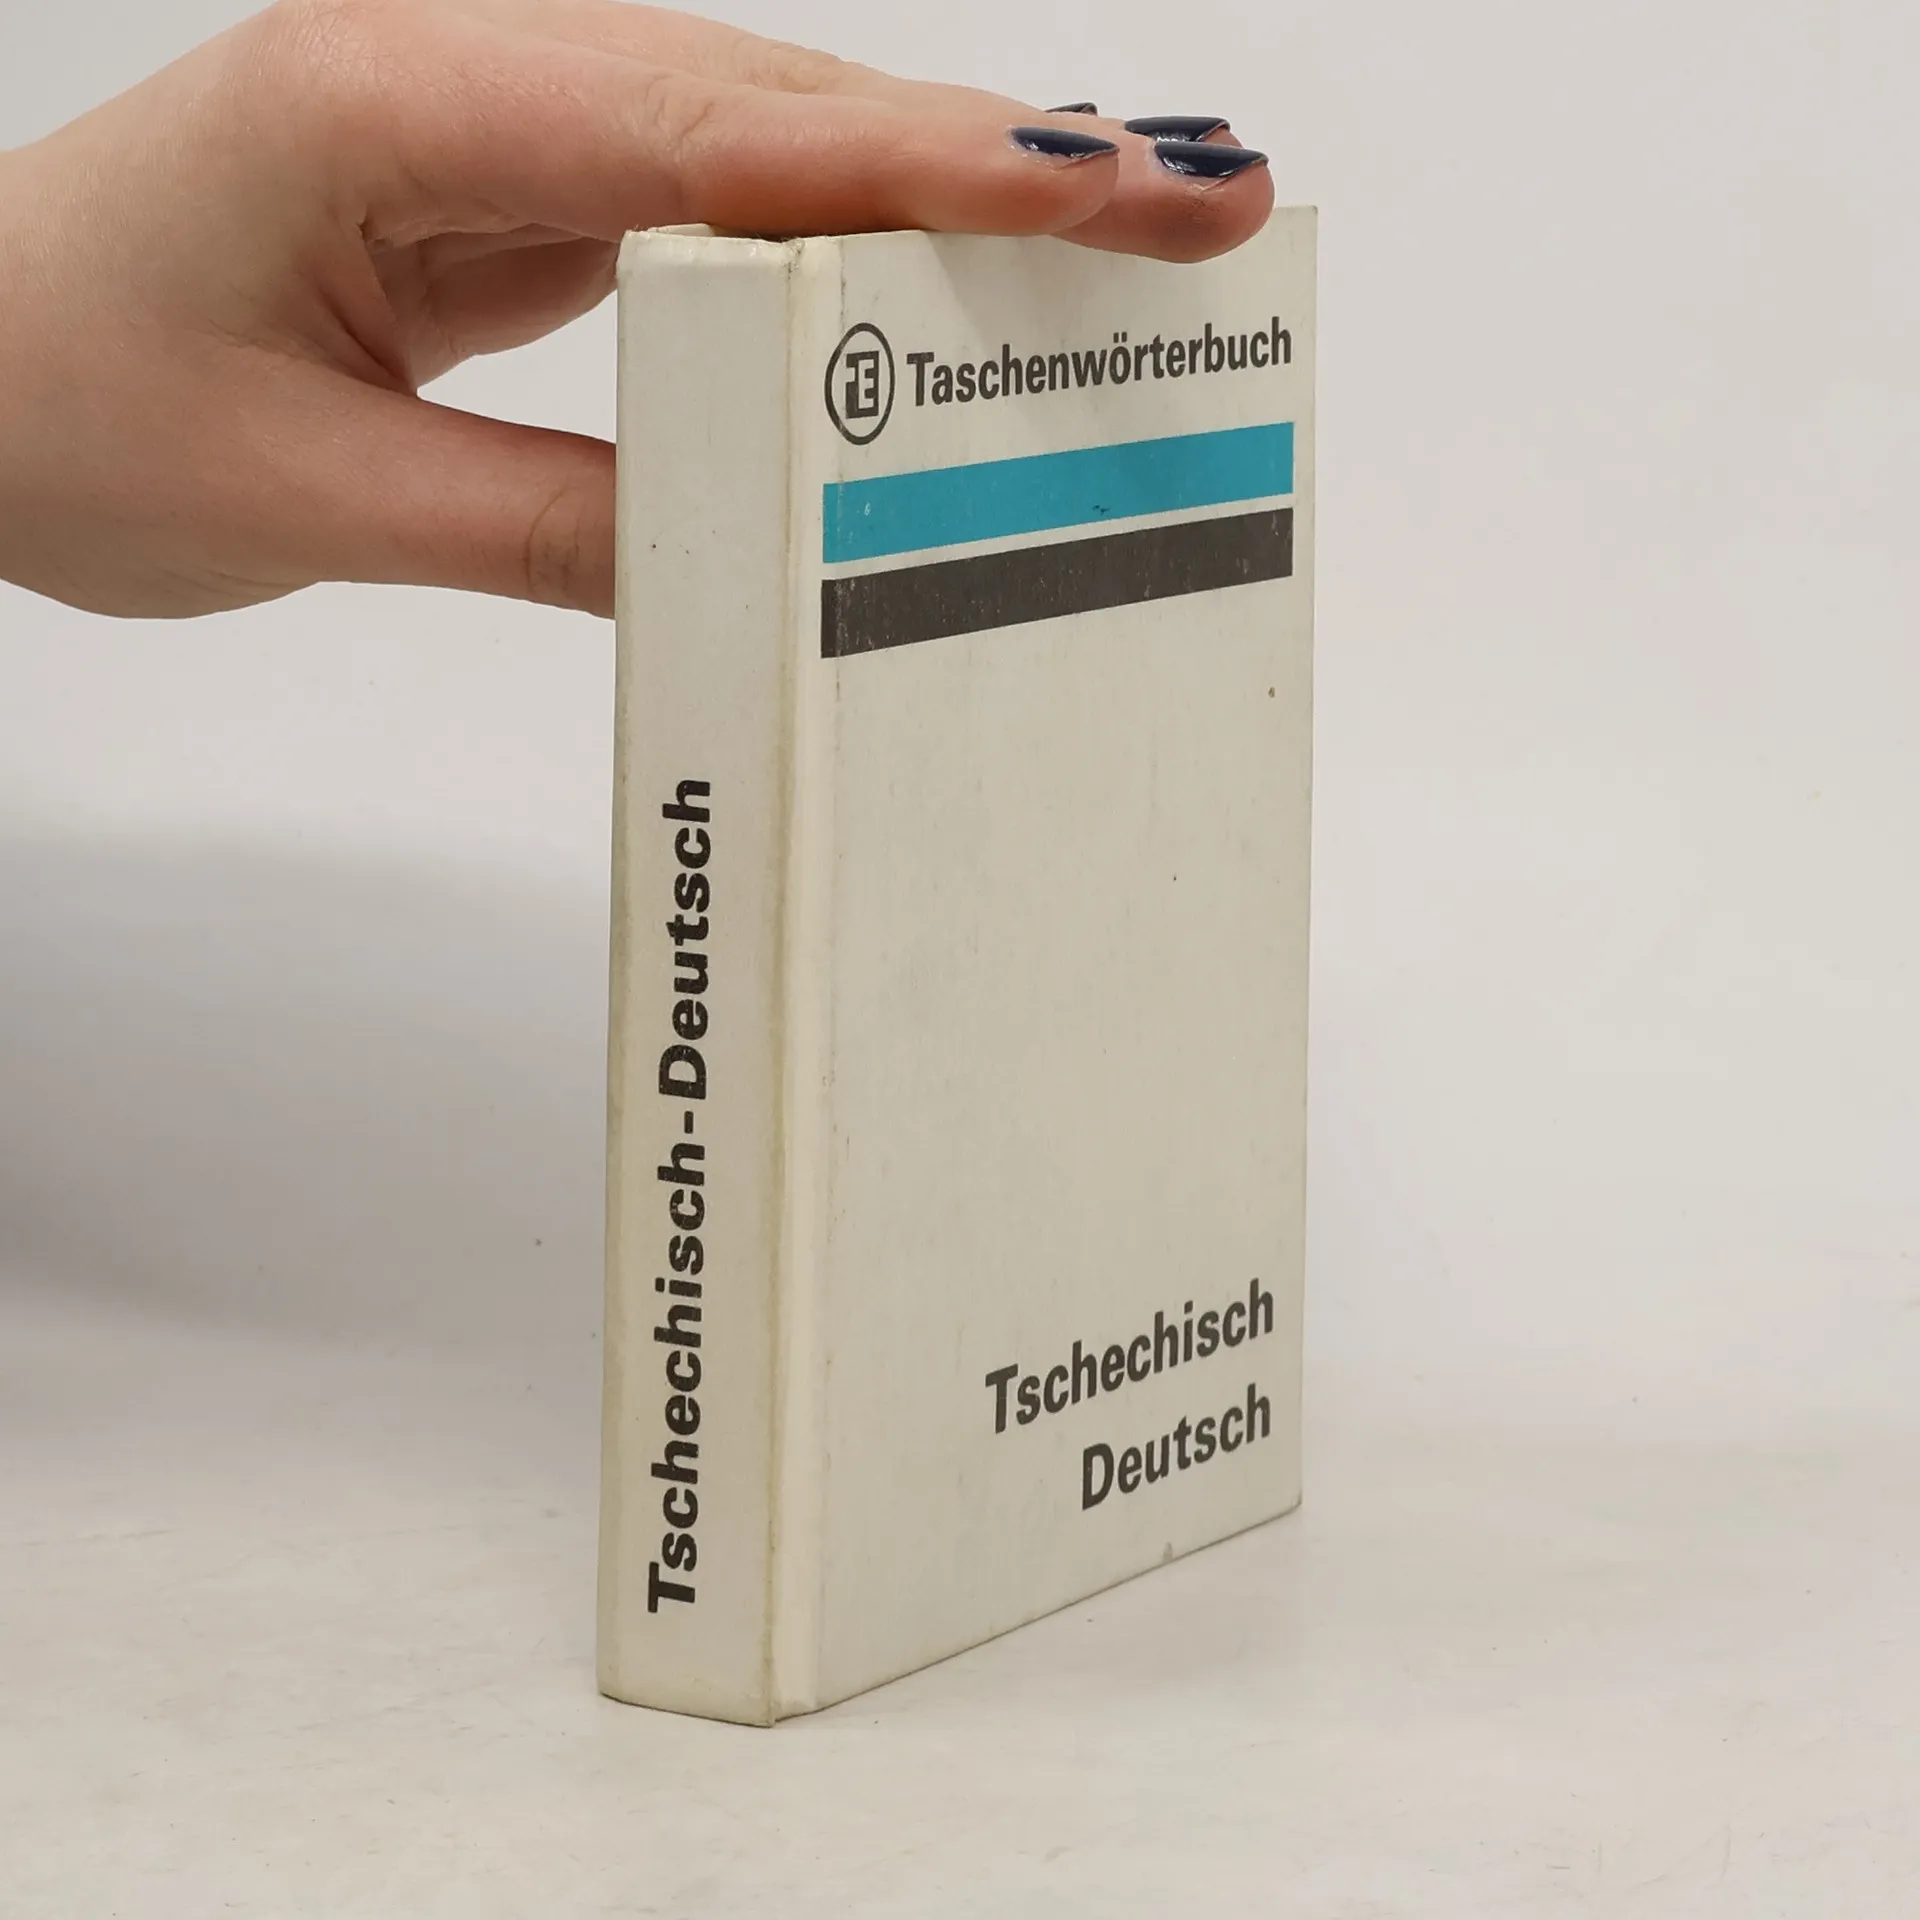 Taschenwörterbuch
Tschechisch
Deutsch
Tschechisch-Deutsch